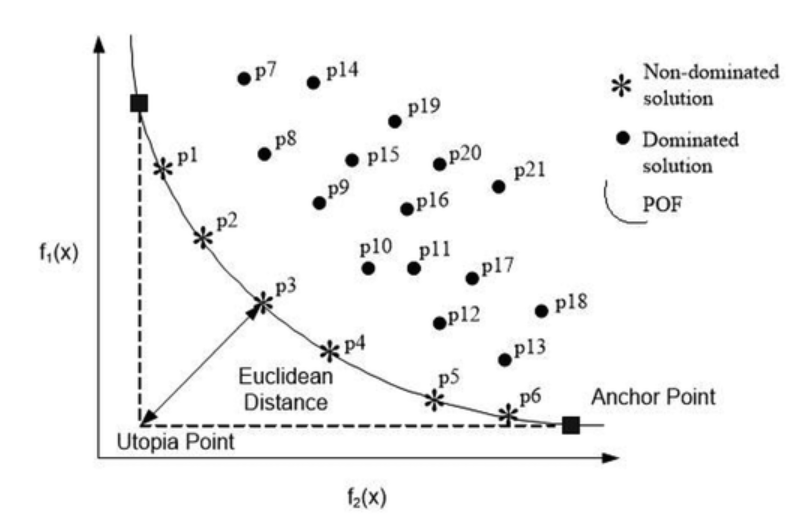 p7
p14
Non-dominated
solution
p19
Dominated
solution
p1
p8
p15
p20
p21
p9
p16
POF
p2
f1(x)
p10
p11
p17
p3
p18
p12
p4
p13
Euclidean
Distance
p5
p6
Anchor Point
Utopia Point
f2(x)